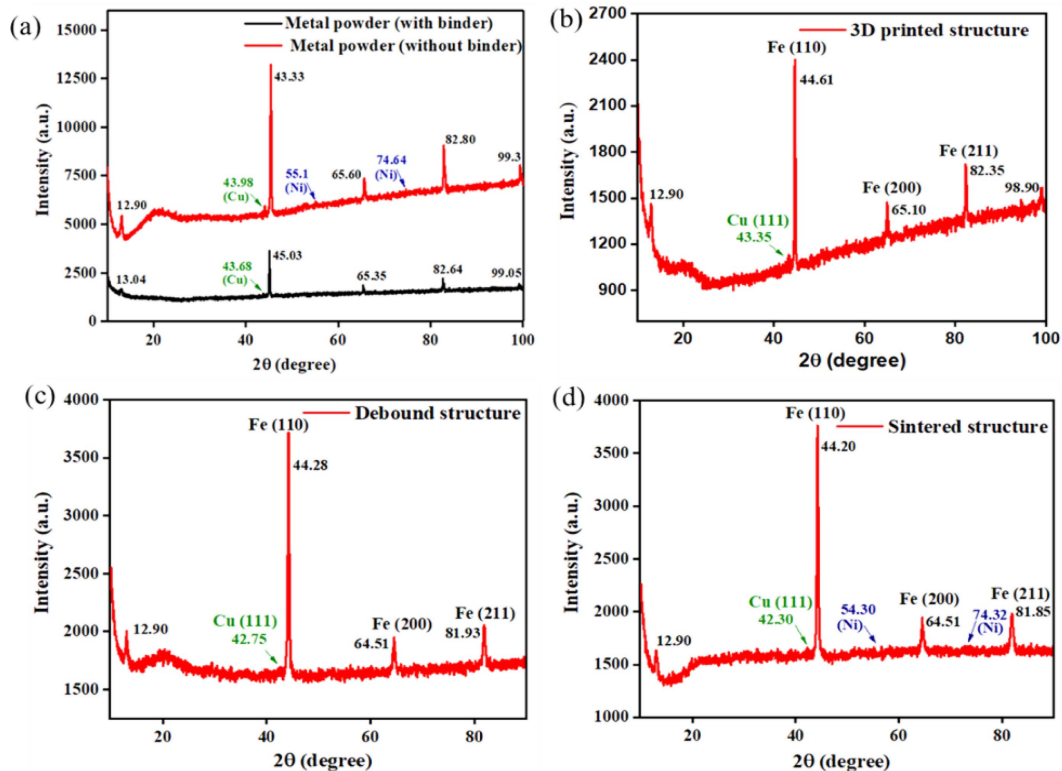 (a)
Metal powder (with binder)
Metal powder (without binder)
15000
12500
10000
7500
5000
2500
0
Intensity (a.u.)
43.33
82.80
99.3
74.64
(Ni)
55.1
(Ni)
65.60
43.98
(Cu)
12.90
45.03
43.68
(Cu)
13.04
65.35
82.64
99.05
20
40
60
80
100
2θ (degree)
(b)
3D printed structure
2700
2400
2100
1800
1500
1200
900
Intensity (a.u.)
Fe (110)
44.61
Fe (211)
82.35
Fe (200)
65.10
98.90
12.90
Cu (111)
43.35
20
40
60
80
100
2θ (degree)
(c)
Debound structure
4000
3500
3000
2500
2000
1500
Intensity (a.u.)
Fe (110)
44.28
Cu (111)
42.75
12.90
Fe (200)
64.51
Fe (211)
81.93
20
40
60
80
2θ (degree)
(d)
Sintered structure
4000
3500
3000
2500
2000
1500
1000
Intensity (a.u.)
Fe (110)
44.20
Cu (111)
42.30
54.30
(Ni)
Fe (200)
64.51
74.32
(Ni)
Fe (211)
81.85
12.90
20
40
60
80
2θ (degree)